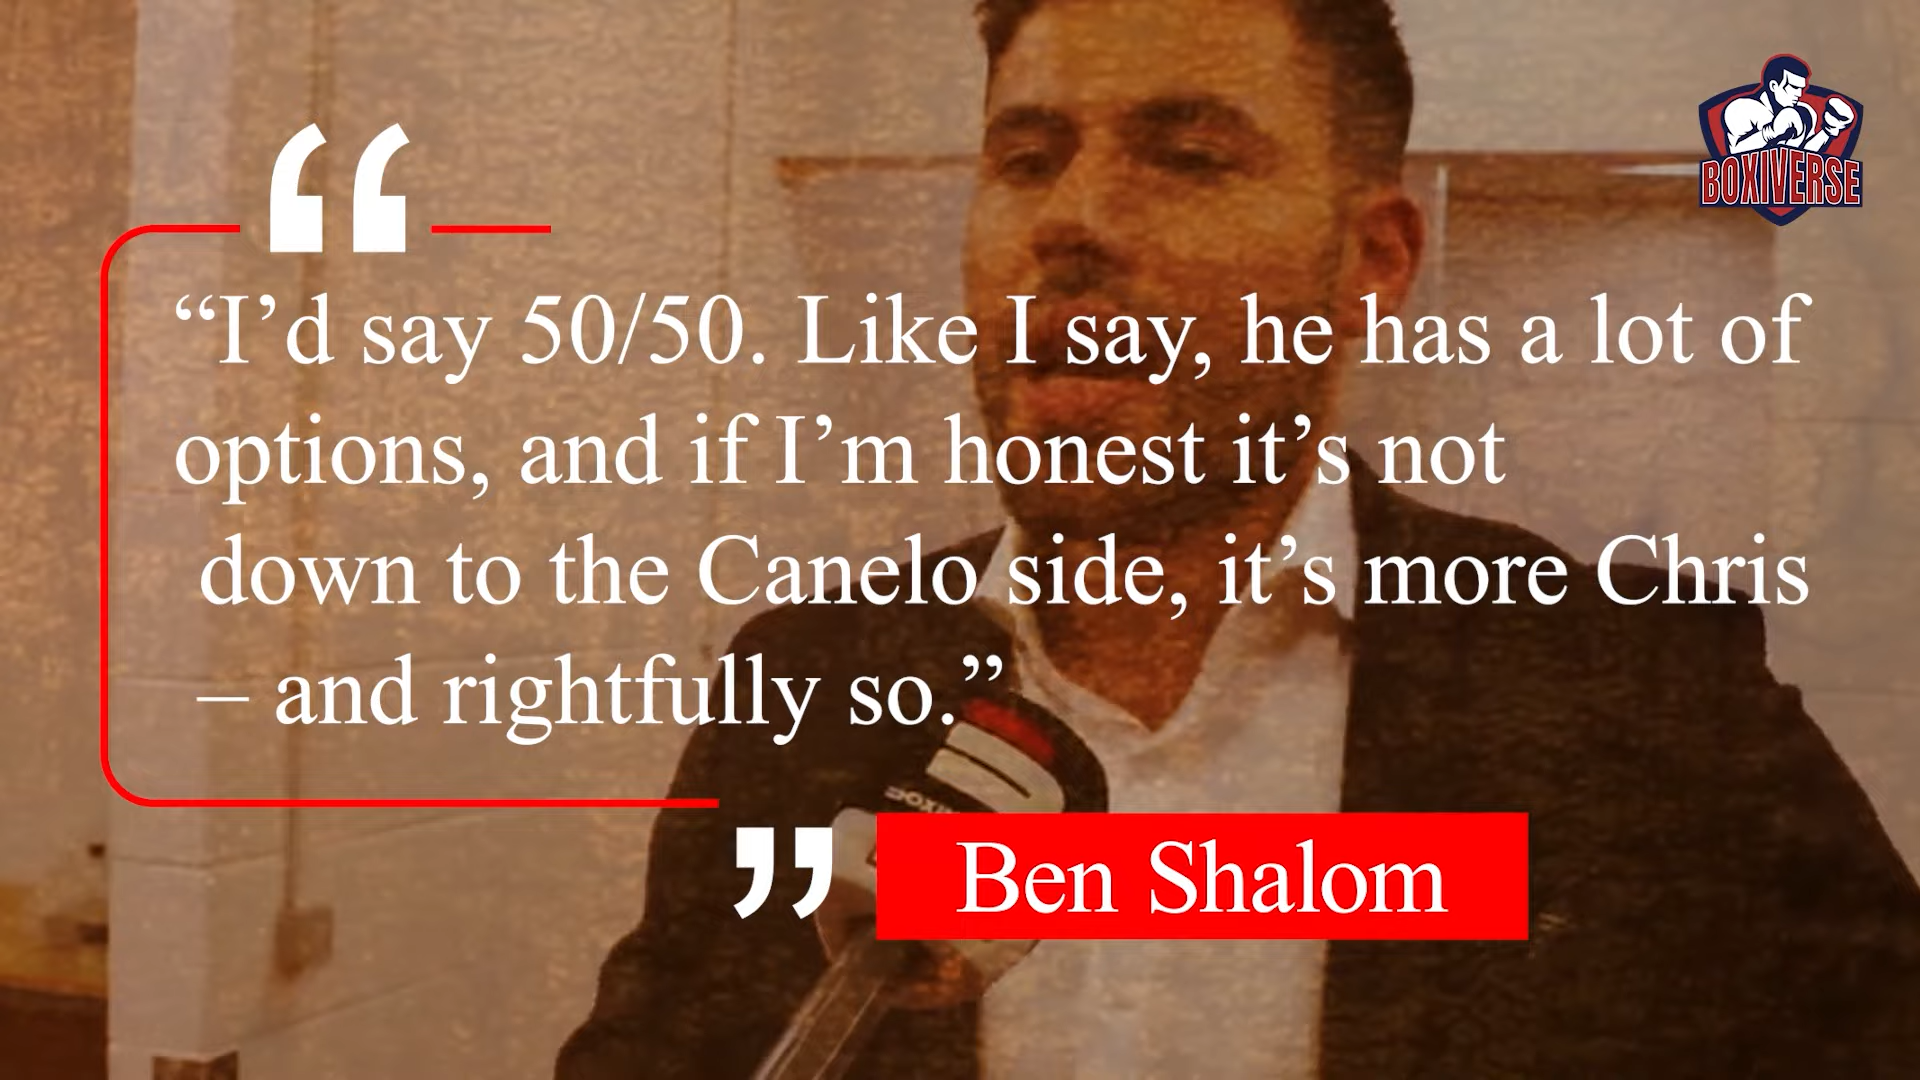 BOXIVERSE
“I’d say 50/50. Like I say, he has a lot of
options, and if I’m honest it’s not
down to the Canelo side, it’s more Chris
– and rightfully so.”
Ben Shalom